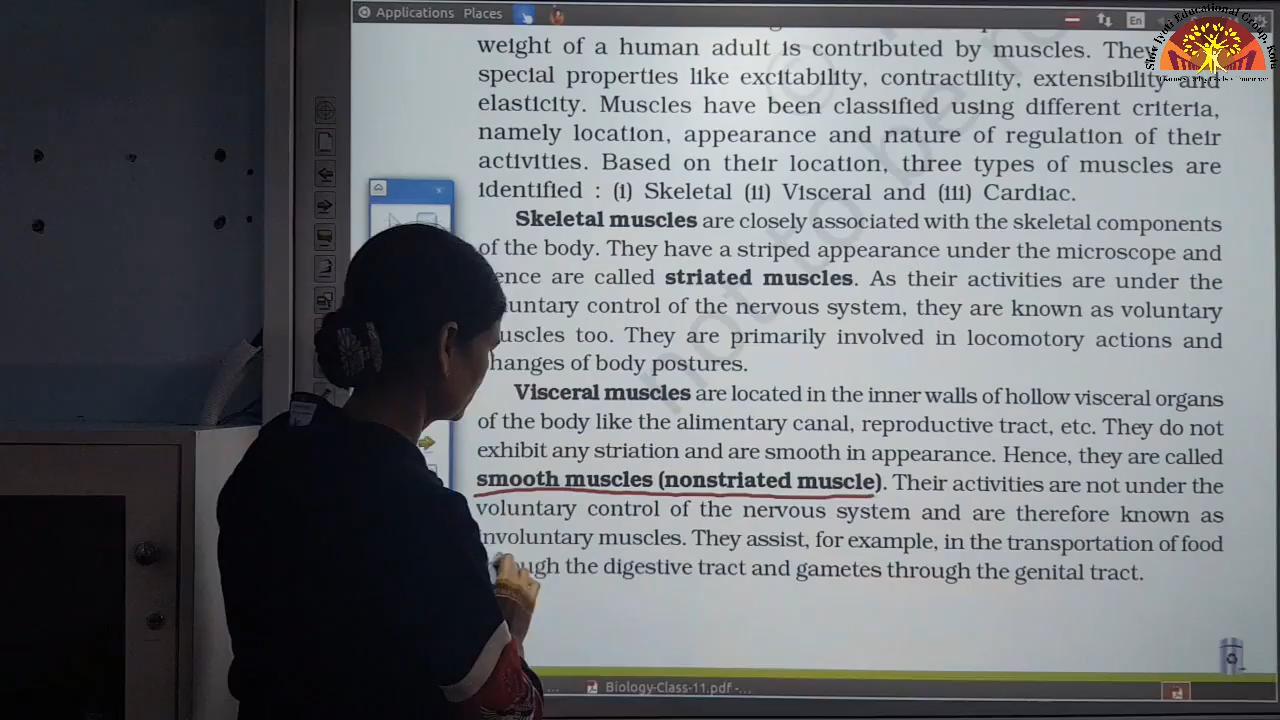 Applications Places
En
weight of a human adult is contributed by muscles. They
special properties like excitability, contractility, extensibility and
elasticity. Muscles have been classified using different criteria,
namely location, appearance and nature of regulation of their
activities. Based on their location, three types of muscles are
identified : (i) Skeletal (ii) Visceral and (iii) Cardiac.
Skeletal muscles are closely associated with the skeletal components
of the body. They have a striped appearance under the microscope and
ence are called striated muscles. As their activities are under the
luntary control of the nervous system, they are known as voluntary
uscles too. They are primarily involved in locomotory actions and
hanges of body postures.
Visceral muscles are located in the inner walls of hollow visceral organs
of the body like the alimentary canal, reproductive tract, etc. They do not
exhibit any striation and are smooth in appearance. Hence, they are called
smooth muscles (nonstriated muscle). Their activities are not under the
voluntary control of the nervous system and are therefore known as
involuntary muscles. They assist, for example, in the transportation of food
ough the digestive tract and gametes through the genital tract.
Biology-Class-11.pdf -...
not to be